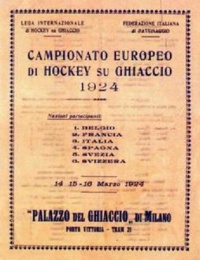 LEGA INTERNAZIONALE
di HOCKEY su GHIACCIO
FEDERAZIONE ITALIANA
di PATTINAGGIO
CAMPIONATO EUROPEO
DI HOCKEY SU GHIACCIO
1924
Nazioni partecipanti
1. BELGIO
2. FRANCIA
3. ITALIA
4. SPAGNA
5. SVEZIA
6. SVIZZERA
14 15-16 Marzo 1924
"PALAZZO DEL GHIACCIO„ DI MILANO
PORTA VITTORIA - TRAM 21